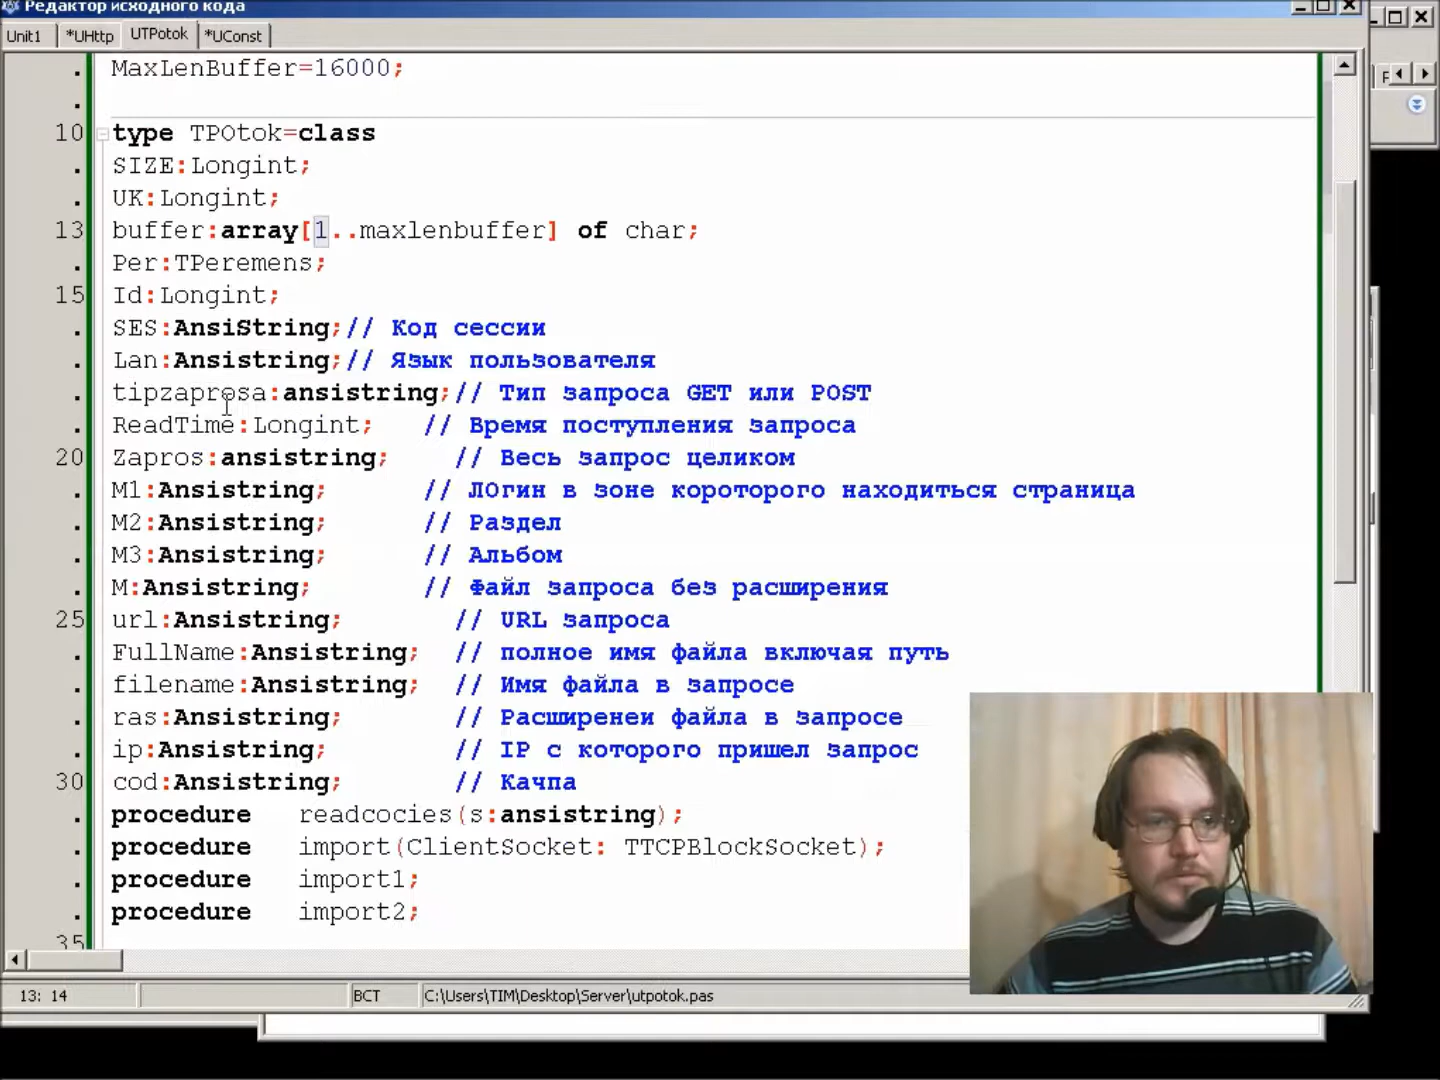 Редактор исходного кода
Unit1 *UHttp UTPotok *UConst
. MaxLenBuffer=16000;
.
10 type TPOtok=class
. SIZE:Longint;
. UK:Longint;
13 buffer:array[1..maxlenbuffer] of char;
. Per:TPeremens;
15 Id:Longint;
. SES:AnsiString;// Код сессии
. Lan:Ansistring;// Язык пользователя
. tipzaprosa:ansistring;// Тип запроса GET или POST
. ReadTime:Longint; // Время поступления запроса
20 Zapros:ansistring; // Весь запрос целиком
. M1:Ansistring; // ЛОгин в зоне короторого находиться страница
. M2:Ansistring; // Раздел
. M3:Ansistring; // Альбом
. M:Ansistring; // Файл запроса без расширения
25 url:Ansistring; // URL запроса
. FullName:Ansistring; // полное имя файла включая путь
. filename:Ansistring; // Имя файла в запросе
. ras:Ansistring; // Расширенеи файла в запросе
. ip:Ansistring; // IP с которого пришел запрос
30 cod:Ansistring; // Качпа
. procedure readcocies(s:ansistring);
. procedure import(ClientSocket: TTCPBlockSocket);
. procedure import1;
. procedure import2;
35
13: 14 ВСТ C:\Users\TIM\Desktop\Server\utpotok.pas